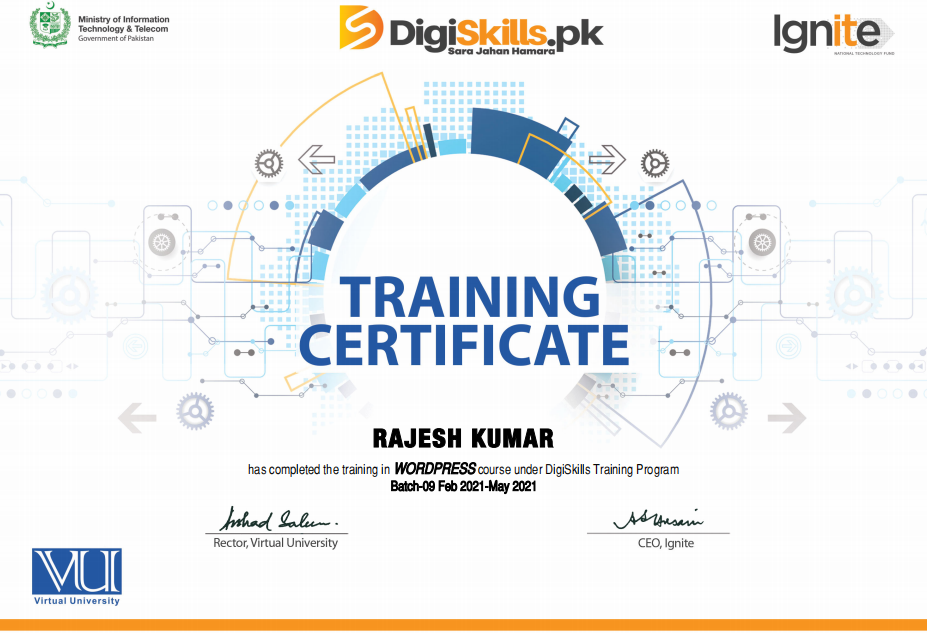 Ministry of Information
Technology & Telecom
Government of Pakistan
DigiSkills.pk
Sara Jahan Hamara
Ignite
NATIONAL TECHNOLOGY FUND
TRAINING
CERTIFICATE
RAJESH KUMAR
has completed the training in WORDPRESS course under DigiSkills Training Program
Batch-09 Feb 2021-May 2021
Rector, Virtual University
CEO, Ignite
VU
Virtual University